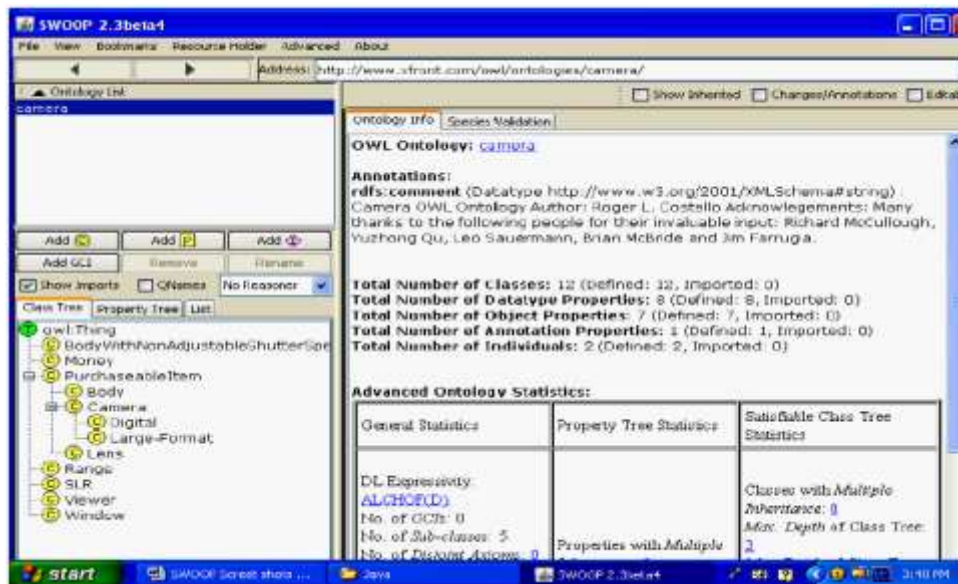 SWOOP 2.3beta4
File View Bookmarks Resource Holder Advanced About
Address: http://www.xfront.com/owl/ontologies/camera/
Ontology List
Show Inherited Changes/Annotations Editab
camera
Ontology Info Species Validation
OWL Ontology: camera
Annotations:
rdfs:comment (Datatype http://www.w3.org/2001/XMLSchema#string)
Camera OWL Ontology Author: Roger L. Costello Acknowlegements: Many
thanks to the following people for their invaluable input: Richard McCullough,
Yuzhong Qu, Leo Sauermann, Brian McBride and Jim Farrugia.
Add C Add P Add I
Add GCI Remove Rename
Show Imports QNames No Reasoner
Total Number of Classes: 12 (Defined: 12, Imported: 0)
Total Number of Datatype Properties: 8 (Defined: 8, Imported: 0)
Total Number of Object Properties: 7 (Defined: 7, Imported: 0)
Total Number of Annotation Properties: 1 (Defined: 1, Imported: 0)
Total Number of Individuals: 2 (Defined: 2, Imported: 0)
Class Tree Property Tree List
owl:Thing
BodyWithNonAdjustableShutterSpe
Money
PurchaseableItem
Body
Camera
Digital
Large-Format
Lens
Range
SLR
Viewer
Window
Advanced Ontology Statistics:
General Statistics
Property Tree Statistics
Satisfiable Class Tree
Statistics
DL Expressivity:
ALCHOF(D)
No. of GCIs: 0
No. of Sub-classes: 5
No. of Disjoint Axioms: 0
Properties with Multiple
Classes with Multiple
Inheritance: 0
Max. Depth of Class Tree:
3
start SWOOP Screet shots ... Java SWOOP 2.3beta4 3:48 PM